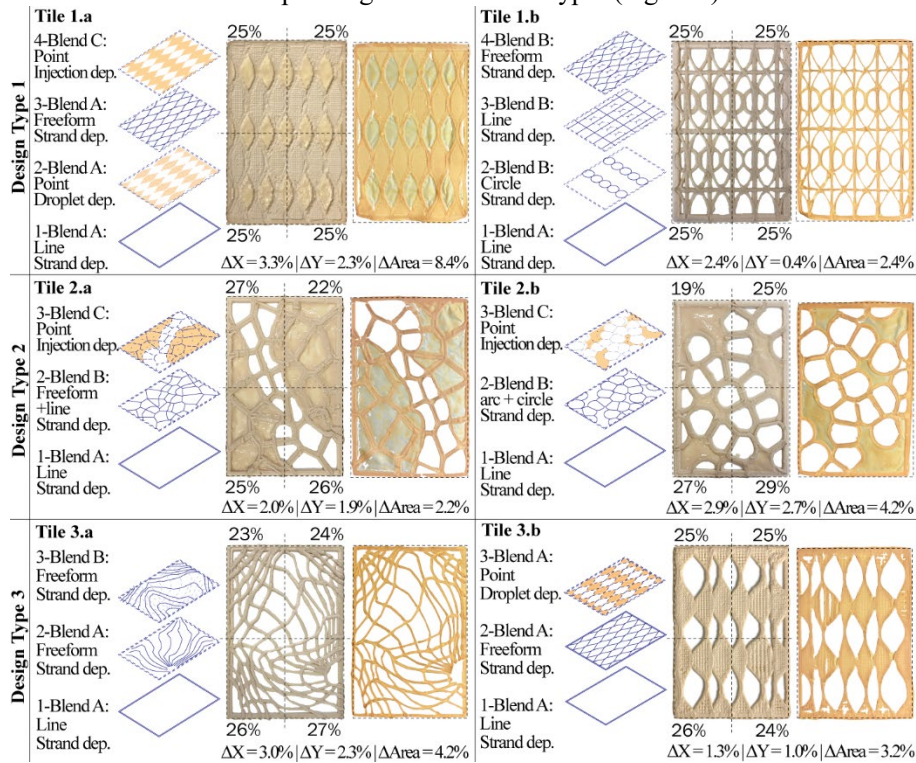 Design Type 1
Tile 1.a
4-Blend C:
Point
Injection dep.
3-Blend A:
Freeform
Strand dep.
2-Blend A:
Point
Droplet dep.
1-Blend A:
Line
Strand dep.
25% 25%
25% 25%
ΔX = 3.3% | ΔY = 2.3% | ΔArea = 8.4%
Tile 1.b
4-Blend B:
Freeform
Strand dep.
3-Blend B:
Line
Strand dep.
2-Blend B:
Circle
Strand dep.
1-Blend A:
Line
Strand dep.
25% 25%
25% 25%
ΔX = 2.4% | ΔY = 0.4% | ΔArea = 2.4%
Design Type 2
Tile 2.a
3-Blend C:
Point
Injection dep.
2-Blend B:
Freeform
+line
Strand dep.
1-Blend A:
Line
Strand dep.
27% 22%
25% 26%
ΔX = 2.0% | ΔY = 1.9% | ΔArea = 2.2%
Tile 2.b
3-Blend C:
Point
Injection dep.
2-Blend B:
arc + circle
Strand dep.
1-Blend A:
Line
Strand dep.
19% 25%
27% 29%
ΔX = 2.9% | ΔY = 2.7% | ΔArea = 4.2%
Design Type 3
Tile 3.a
3-Blend B:
Freeform
Strand dep.
2-Blend A:
Freeform
Strand dep.
1-Blend A:
Line
Strand dep.
23% 24%
26% 27%
ΔX = 3.0% | ΔY = 2.3% | ΔArea = 4.2%
Tile 3.b
3-Blend A:
Point
Droplet dep.
2-Blend A:
Freeform
Strand dep.
1-Blend A:
Line
Strand dep.
25% 25%
26% 24%
ΔX = 1.3% | ΔY = 1.0% | ΔArea = 3.2%